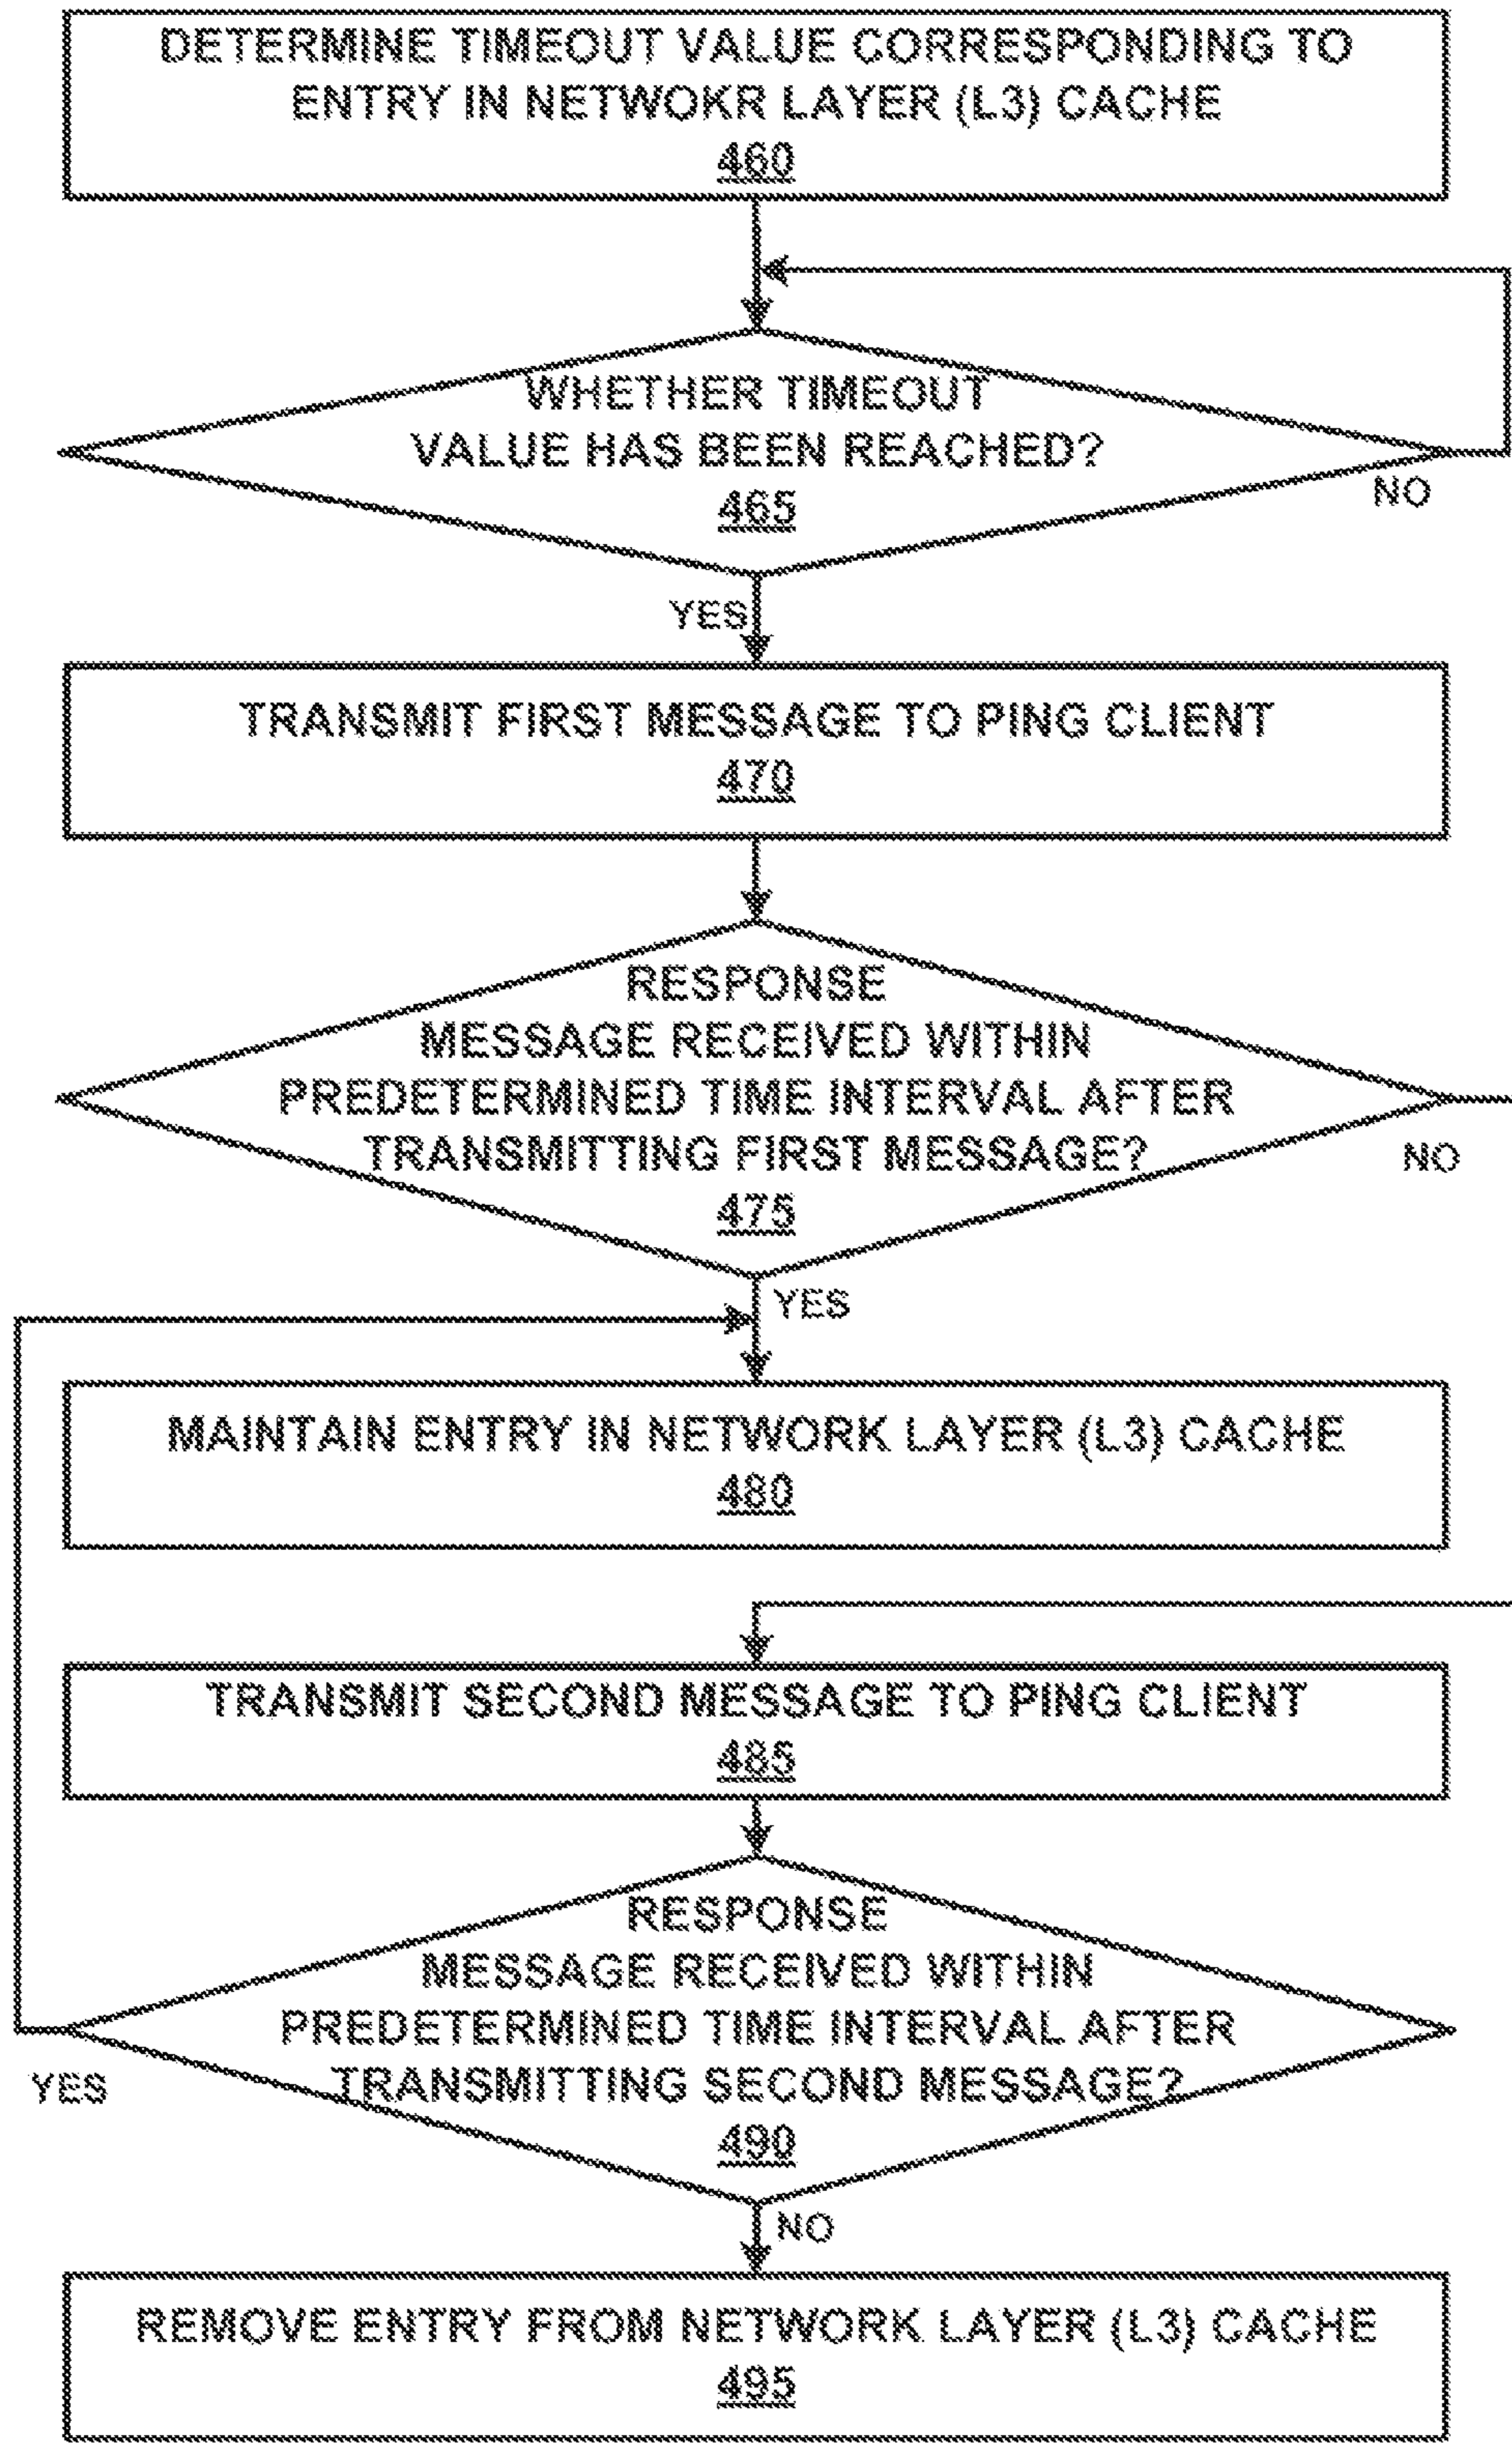 DETERMINE TIMEOUT VALUE CORRESPONDING TO
ENTRY IN NETWOKR LAYER (L3) CACHE
460
WHETHER TIMEOUT
VALUE HAS BEEN REACHED?
465
NO
YES
TRANSMIT FIRST MESSAGE TO PING CLIENT
470
RESPONSE
MESSAGE RECEIVED WITHIN
PREDETERMINED TIME INTERVAL AFTER
TRANSMITTING FIRST MESSAGE?
475
NO
YES
MAINTAIN ENTRY IN NETWORK LAYER (L3) CACHE
480
TRANSMIT SECOND MESSAGE TO PING CLIENT
485
RESPONSE
MESSAGE RECEIVED WITHIN
PREDETERMINED TIME INTERVAL AFTER
TRANSMITTING SECOND MESSAGE?
490
YES
NO
REMOVE ENTRY FROM NETWORK LAYER (L3) CACHE
495